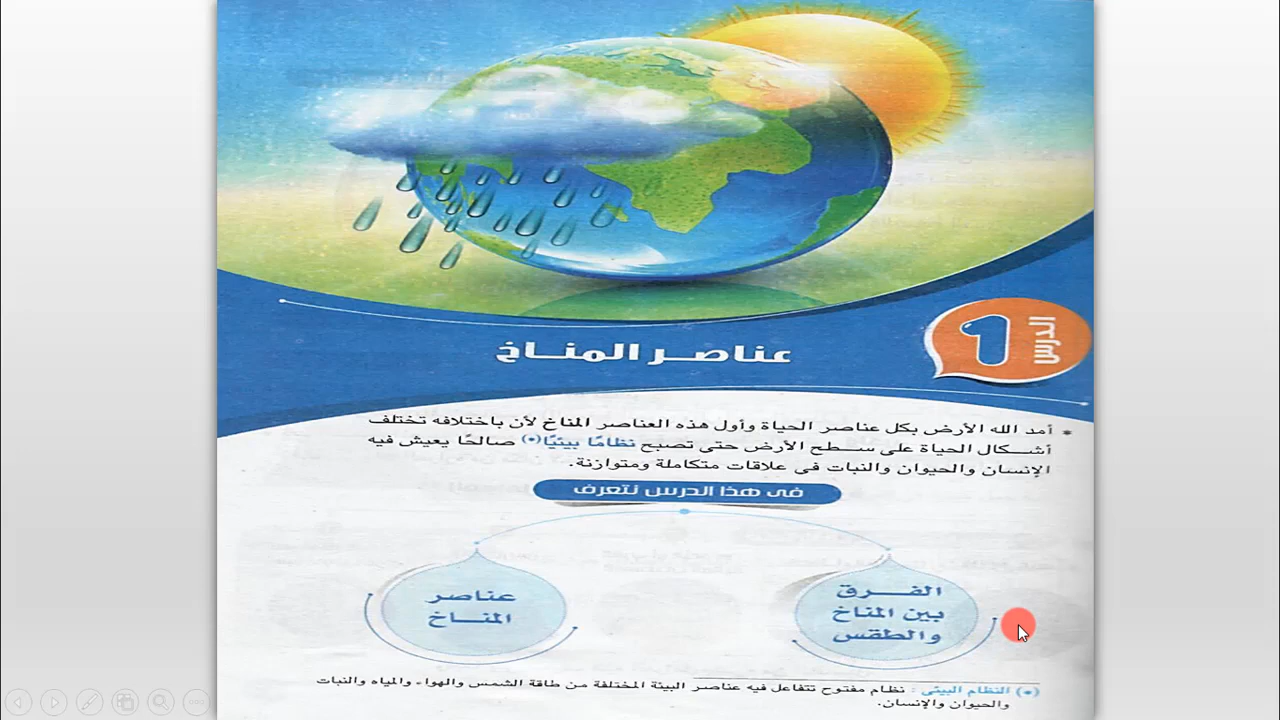 الدرس
1
عناصر المناخ
* أمد الله الأرض بكل عناصر الحياة وأول هذه العناصر المناخ لأن باختلافه تختلف
أشكال الحياة على سطح الأرض حتى تصبح نظامًا بيئيًا(*) صالحًا يعيش فيه
الإنسان والحيوان والنبات فى علاقات متكاملة ومتوازنة.
فى هذا الدرس نتعرف
الفرق
بين المناخ
والطقس
عناصر
المناخ
(*) النظام البيئى : نظام مفتوح تتفاعل فيه عناصر البيئة المختلفة من طاقة الشمس والهواء والمياه والنبات
والحيوان والإنسان.